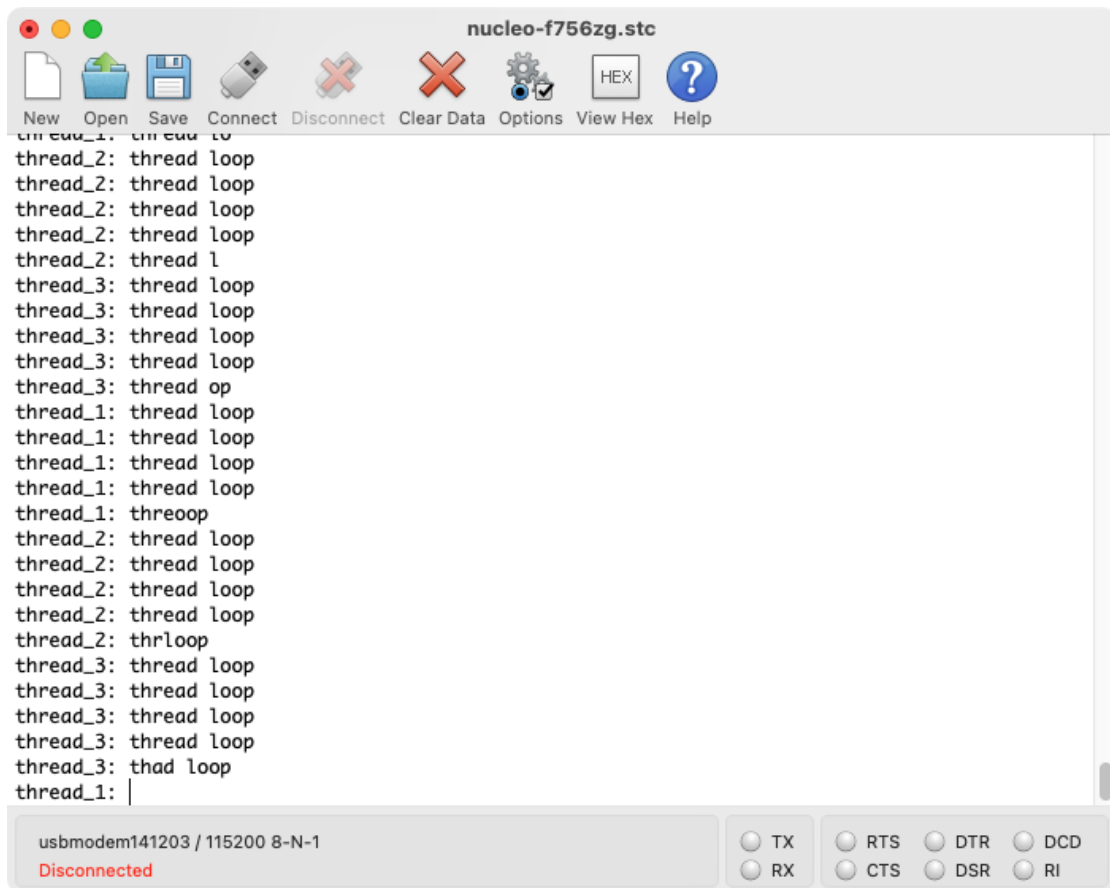 nucleo-f756zg.stc
HEX
?
New Open Save Connect Disconnect Clear Data Options View Hex Help
thread_1: thread lo
thread_2: thread loop
thread_2: thread loop
thread_2: thread loop
thread_2: thread loop
thread_2: thread l
thread_3: thread loop
thread_3: thread loop
thread_3: thread loop
thread_3: thread loop
thread_3: thread op
thread_1: thread loop
thread_1: thread loop
thread_1: thread loop
thread_1: thread loop
thread_1: threoop
thread_2: thread loop
thread_2: thread loop
thread_2: thread loop
thread_2: thread loop
thread_2: thrloop
thread_3: thread loop
thread_3: thread loop
thread_3: thread loop
thread_3: thread loop
thread_3: thad loop
thread_1:
usbmodem141203 / 115200 8-N-1
Disconnected
TX RTS DTR DCD
RX CTS DSR RI